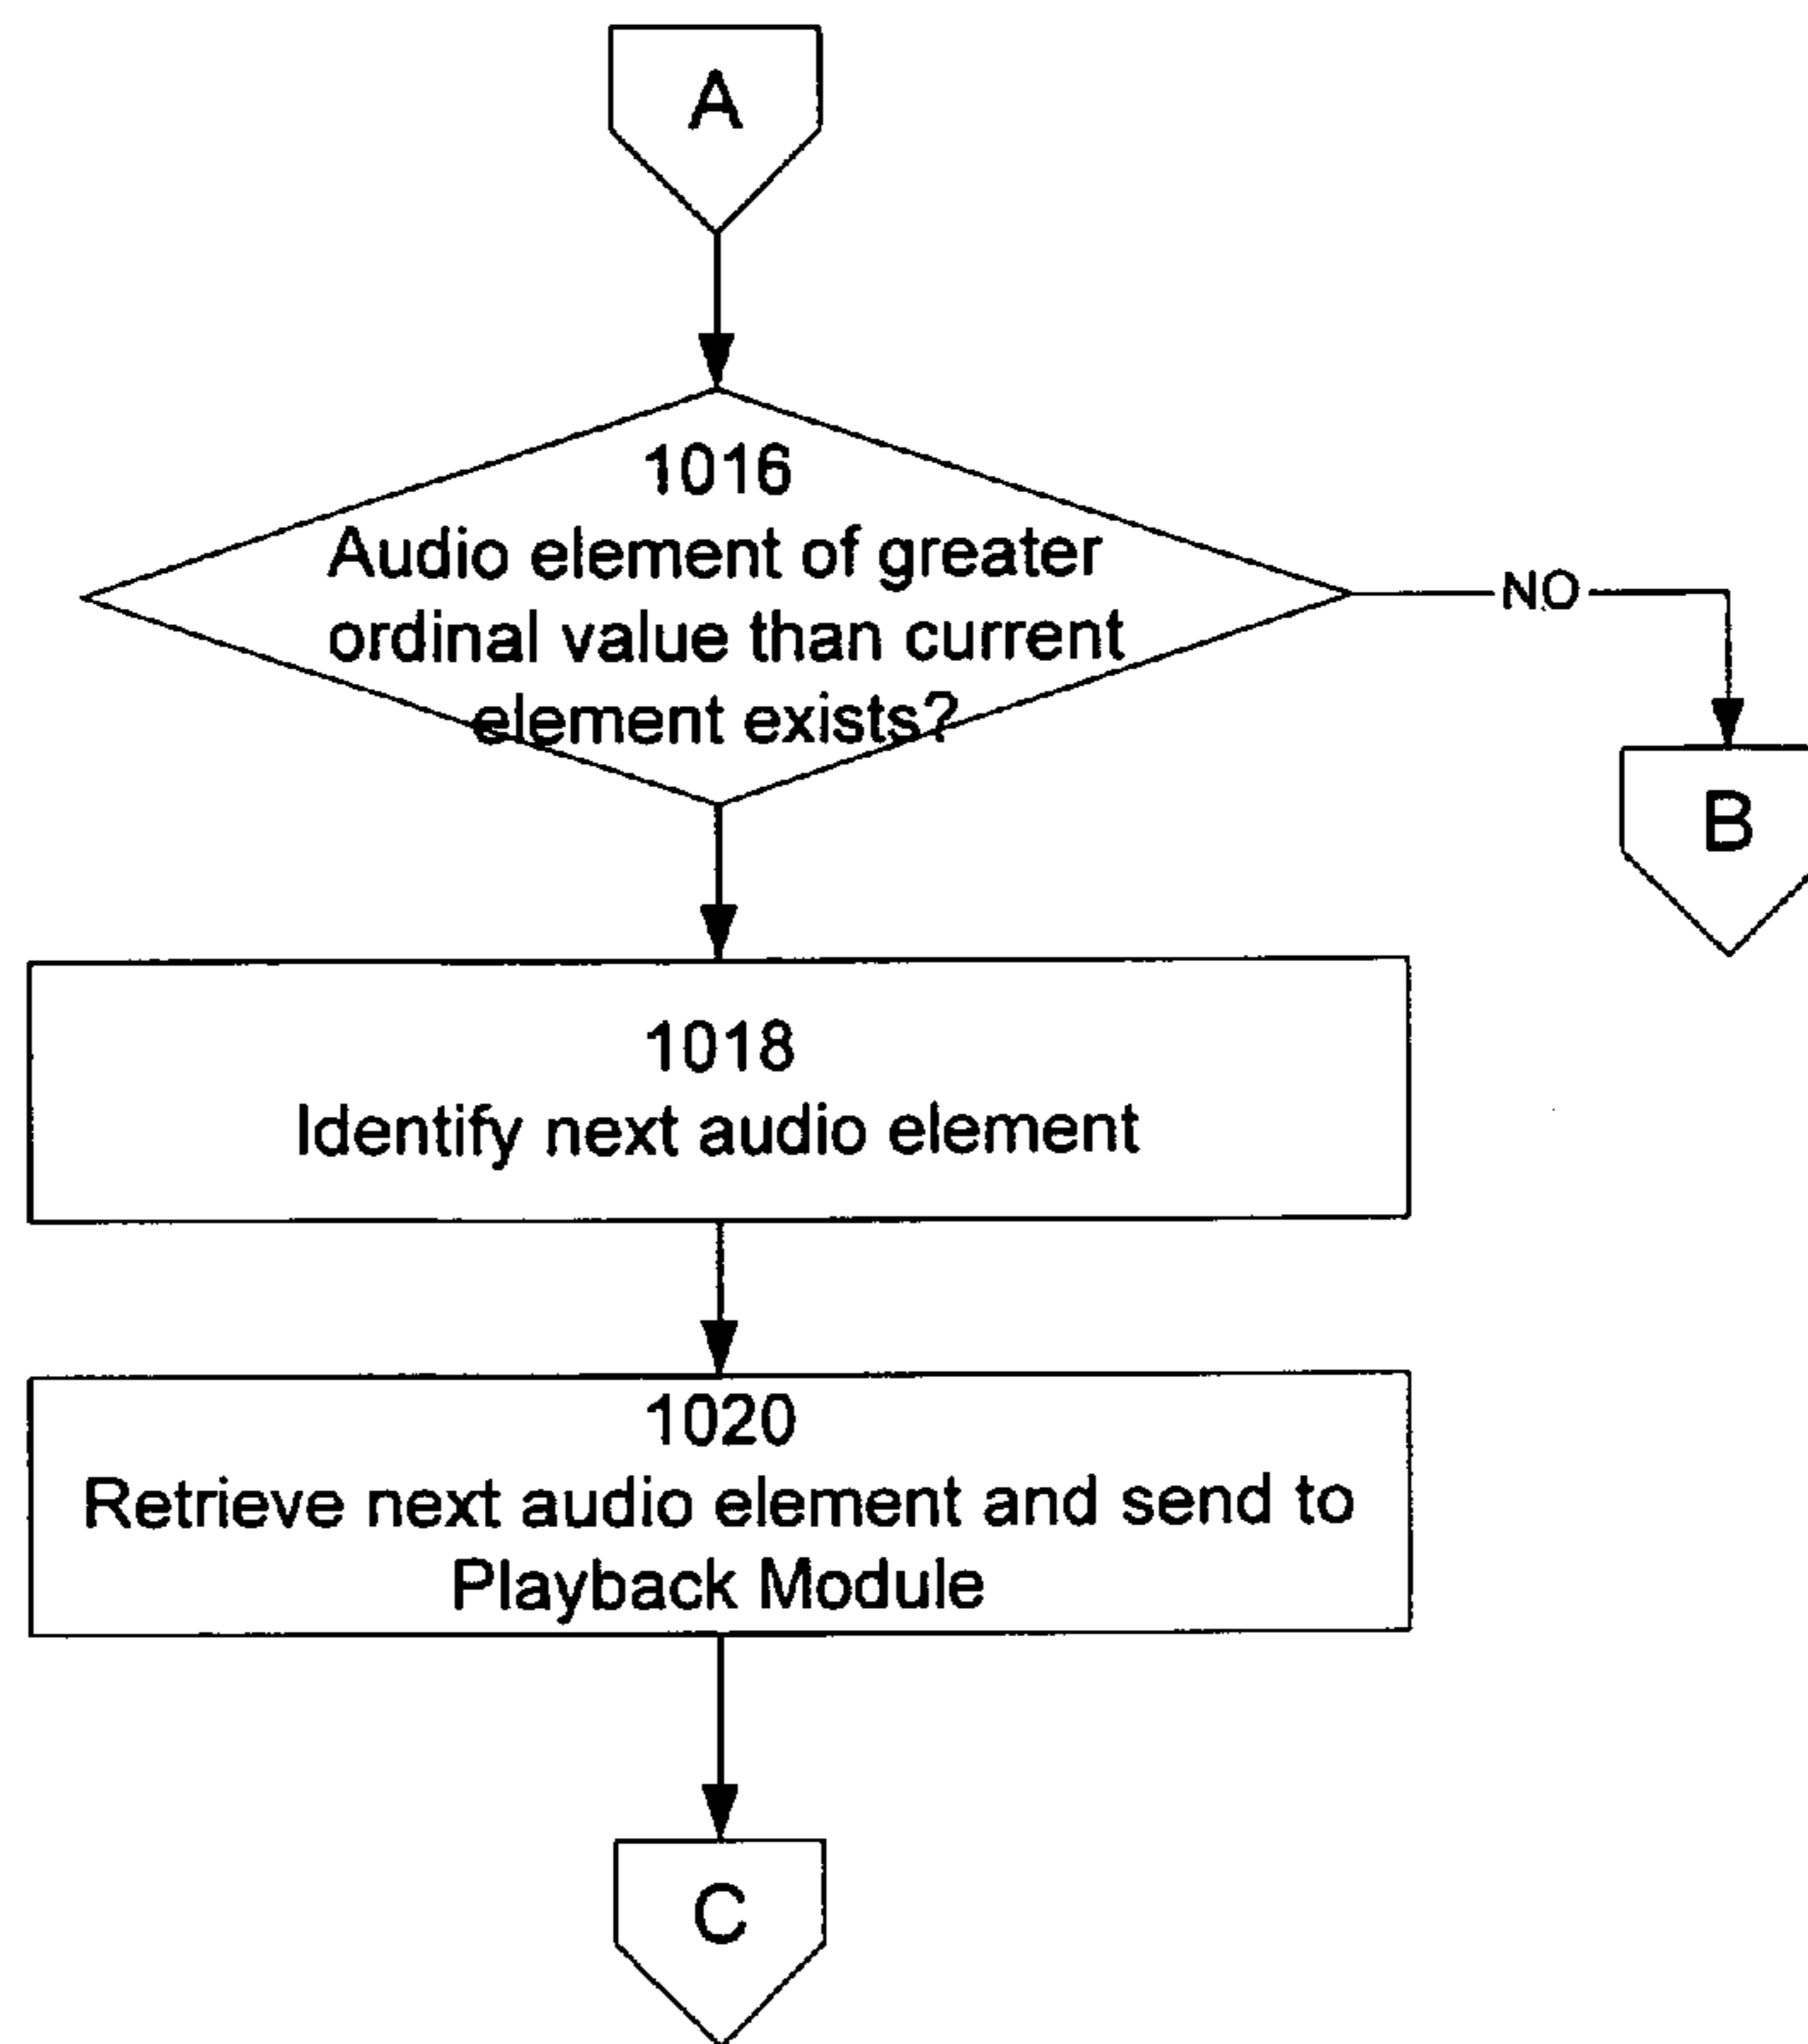 A
1016
Audio element of greater
ordinal value than current
element exists?
NO
B
1018
Identify next audio element
1020
Retrieve next audio element and send to
Playback Module
C